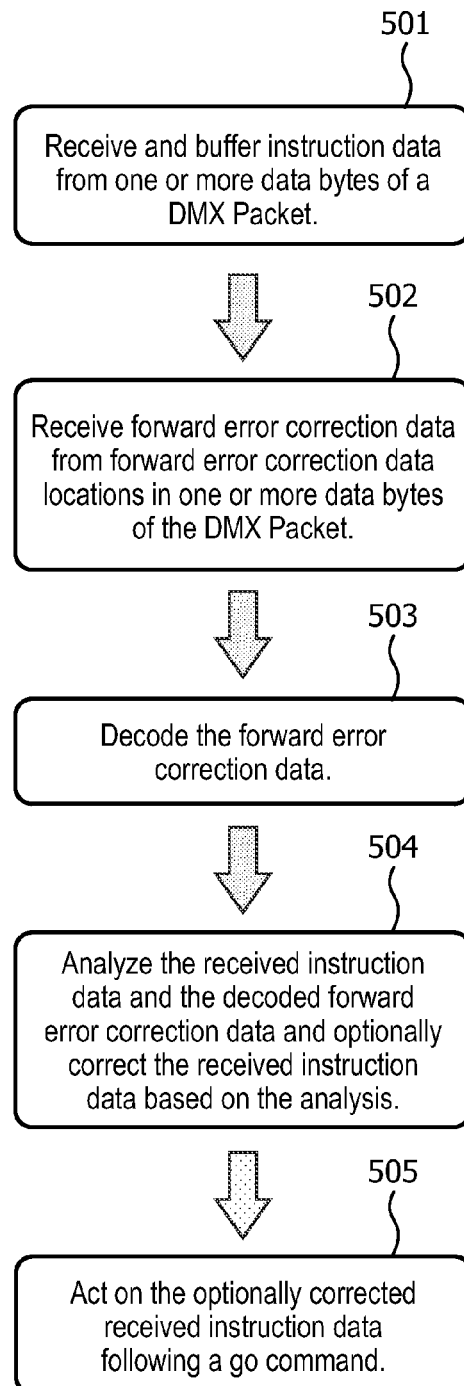 501
Receive and buffer instruction data
from one or more data bytes of a
DMX Packet.
502
Receive forward error correction data
from forward error correction data
locations in one or more data bytes
of the DMX Packet.
503
Decode the forward error
correction data.
504
Analyze the received instruction
data and the decoded forward
error correction data and optionally
correct the received instruction
data based on the analysis.
505
Act on the optionally corrected
received instruction data
following a go command.